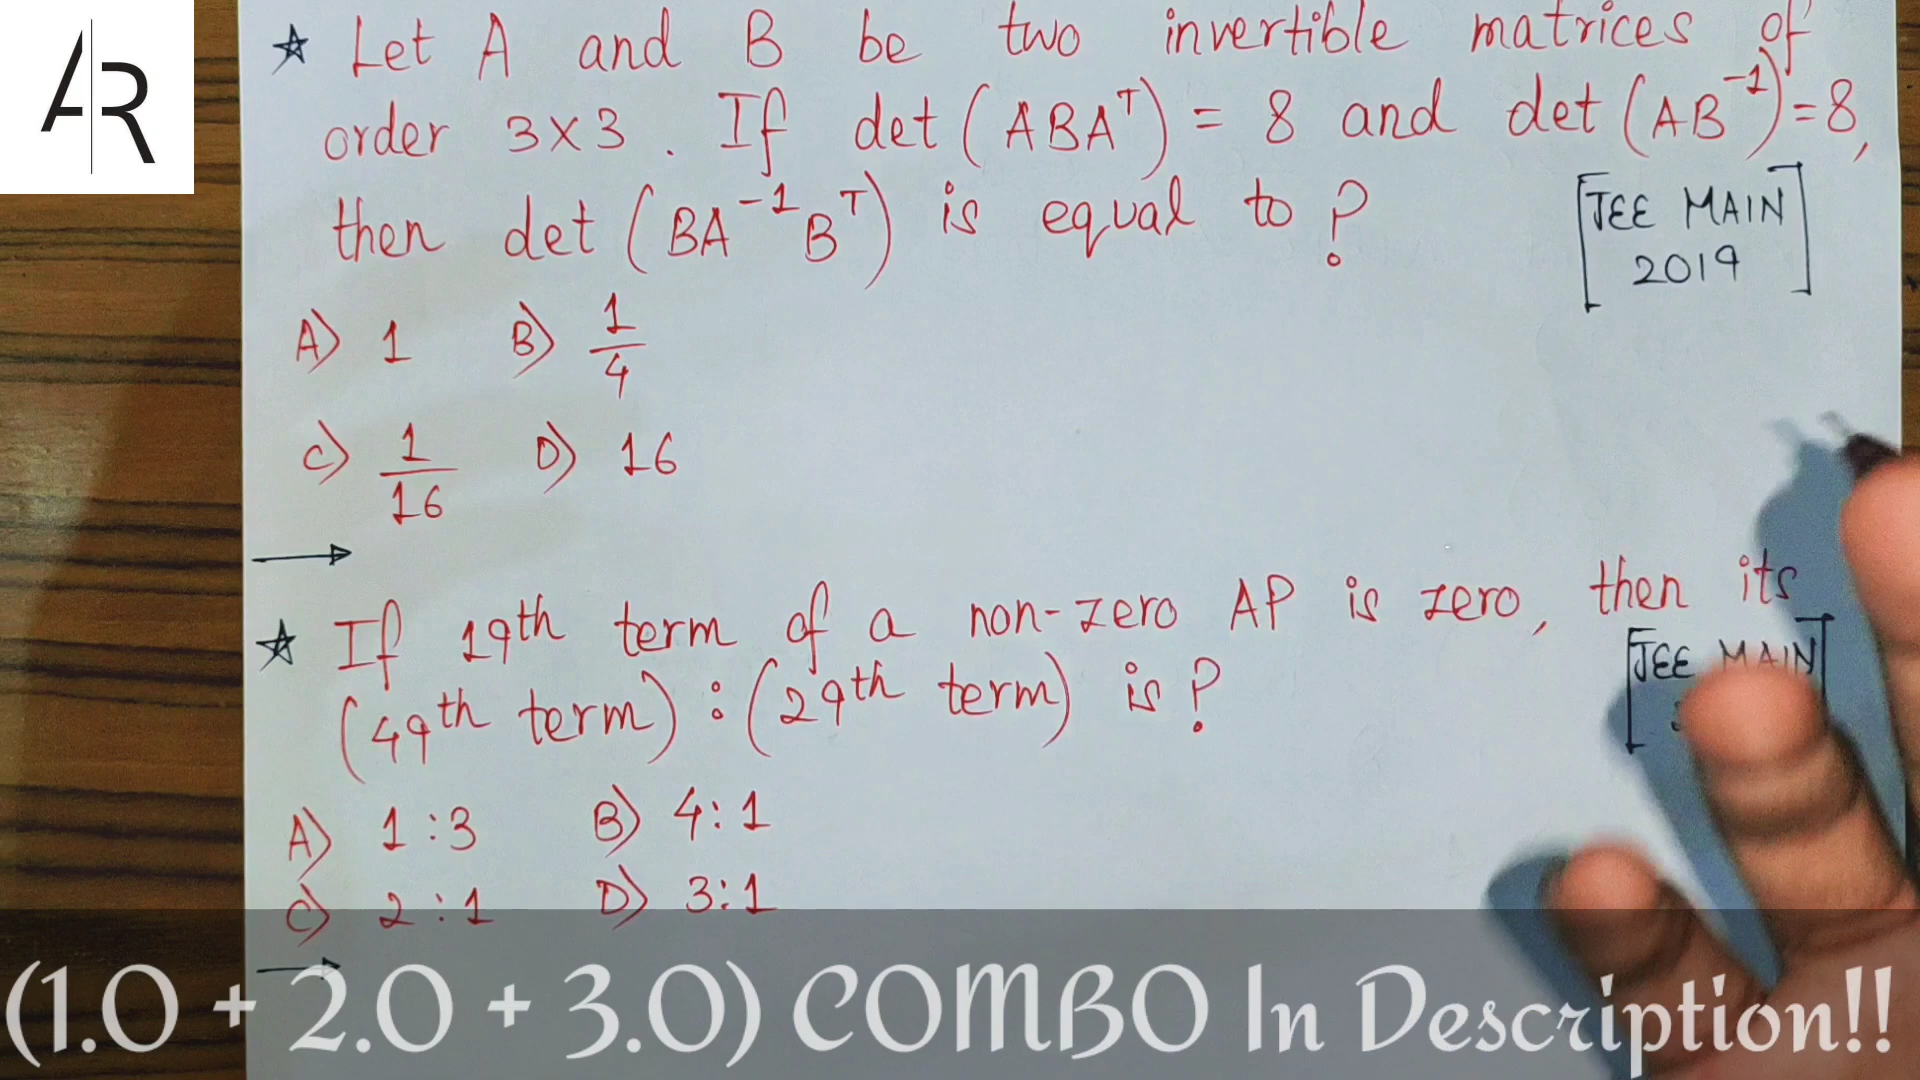 AR
★ Let A and B be two invertible matrices of
order 3×3. If det (ABAᵀ) = 8 and det (AB⁻¹) = 8,
then det (BA⁻¹Bᵀ) is equal to ?
[JEE MAIN
2019]
A) 1 B) 1/4
C) 1/16 D) 16
→
★ If 19th term of a non-zero AP is zero, then its
(49th term) : (29th term) is ?
[JEE MAIN
A) 1:3 B) 4:1
C) 2:1 D) 3:1
→
(1.0 + 2.0 + 3.0) COMBO In Description!!